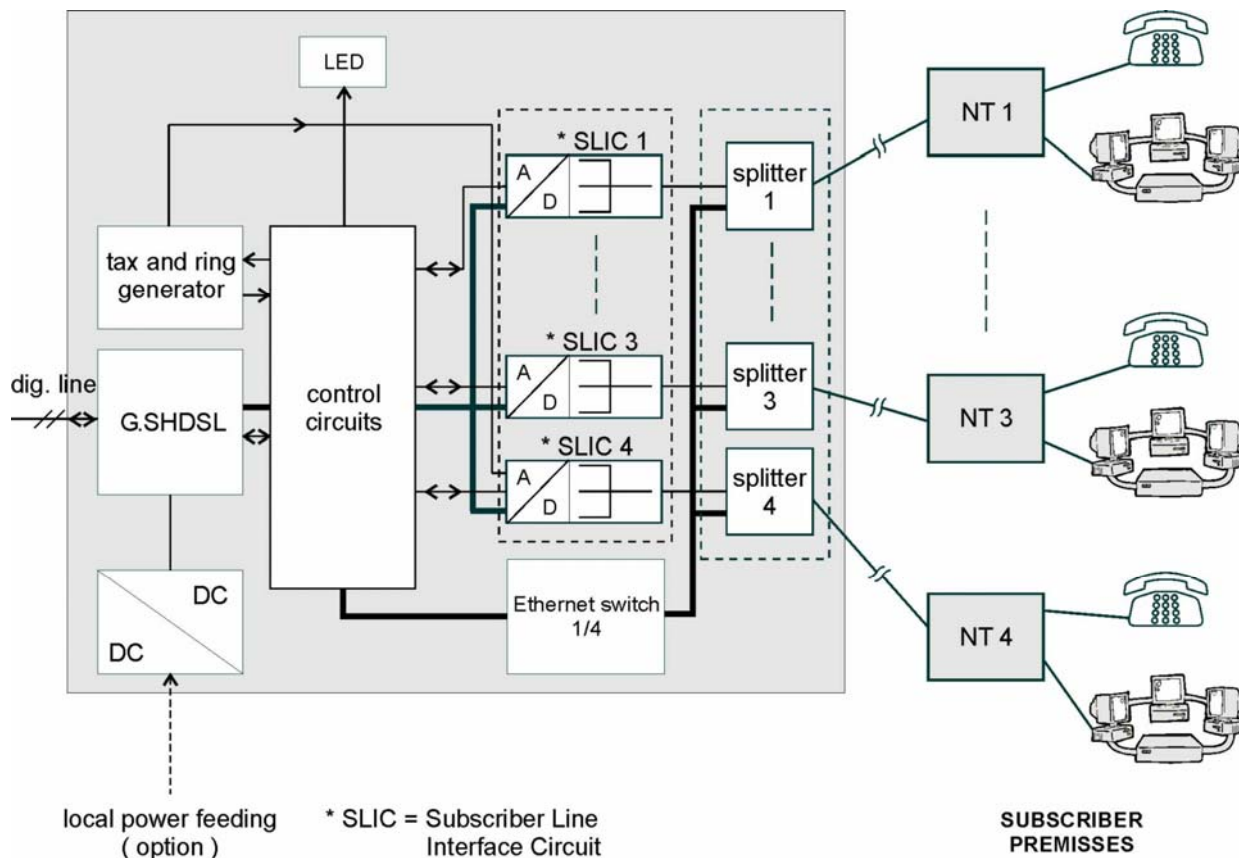 LED
* SLIC 1
A
D
splitter
1
NT 1
tax and ring
generator
dig. line
G.SHDSL
control
circuits
* SLIC 3
A
D
splitter
3
NT 3
* SLIC 4
A
D
splitter
4
DC
DC
Ethernet switch
1/4
NT 4
local power feeding
( option )
* SLIC = Subscriber Line
Interface Circuit
SUBSCRIBER
PREMISSES